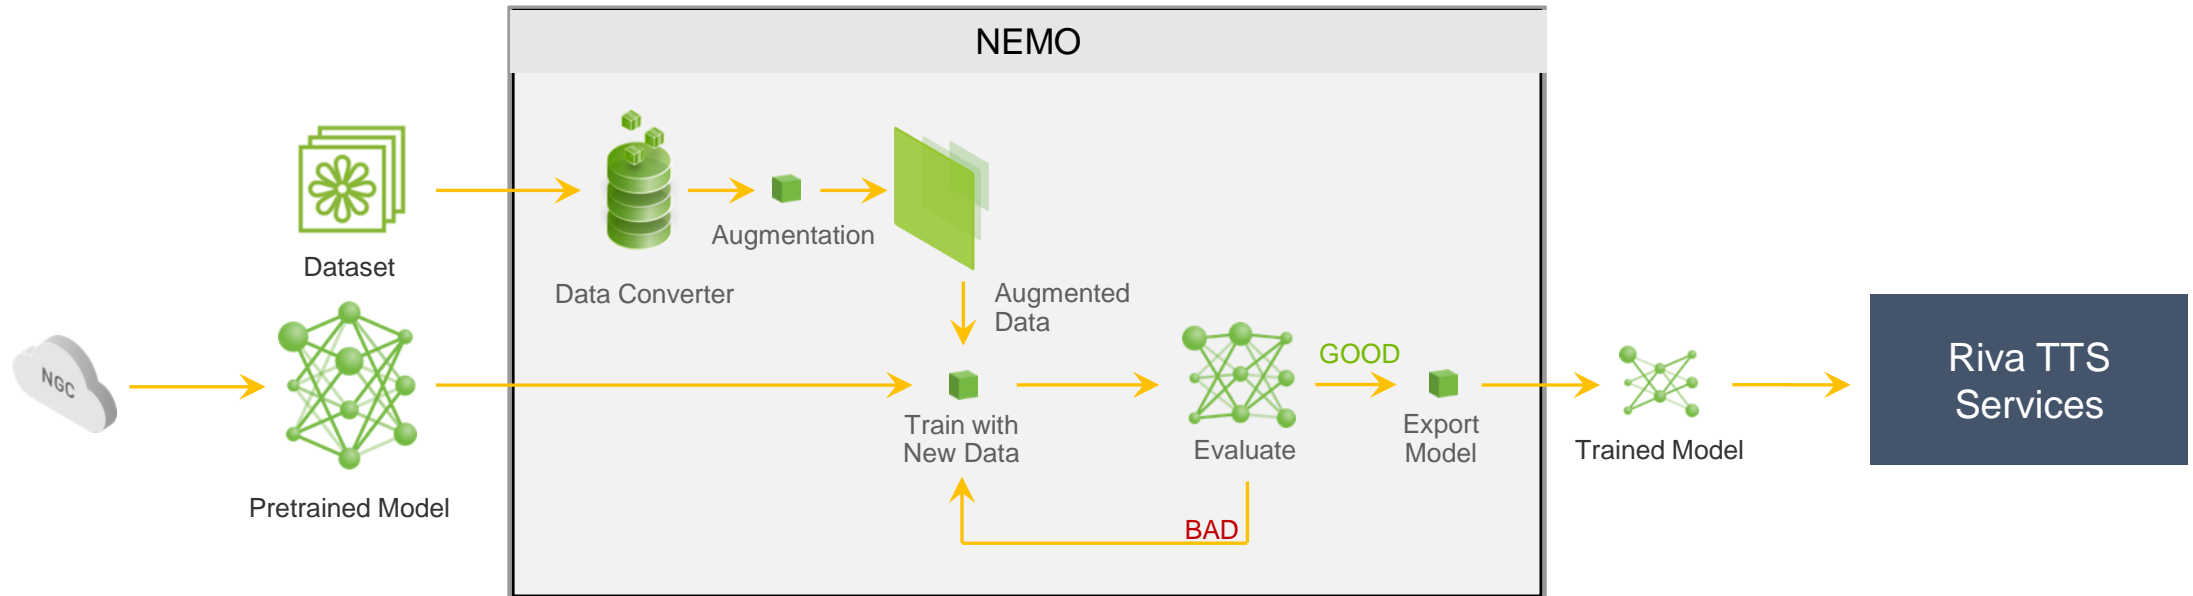 NEMO
Dataset
Data Converter
Augmentation
Augmented
Data
NGC
Pretrained Model
Train with
New Data
Evaluate
GOOD
BAD
Export
Model
Trained Model
Riva TTS
Services